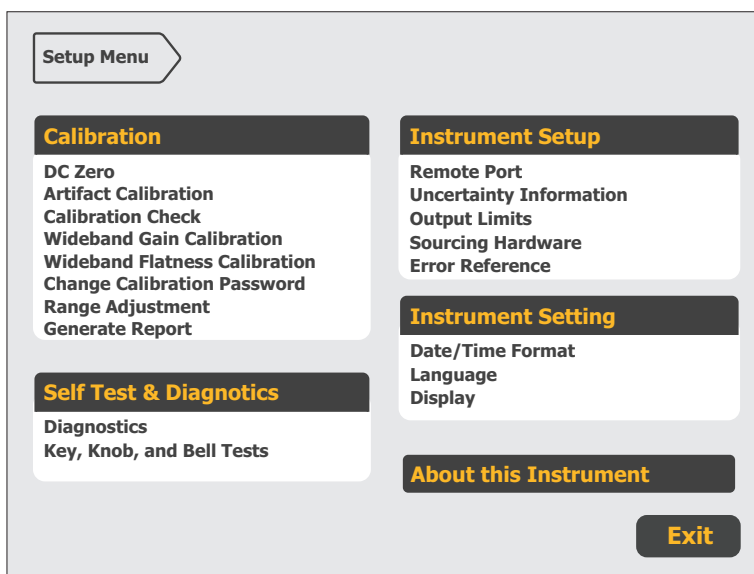 Setup Menu
Calibration
DC Zero
Artifact Calibration
Calibration Check
Wideband Gain Calibration
Wideband Flatness Calibration
Change Calibration Password
Range Adjustment
Generate Report
Self Test & Diagnotics
Diagnostics
Key, Knob, and Bell Tests
Instrument Setup
Remote Port
Uncertainty Information
Output Limits
Sourcing Hardware
Error Reference
Instrument Setting
Date/Time Format
Language
Display
About this Instrument
Exit